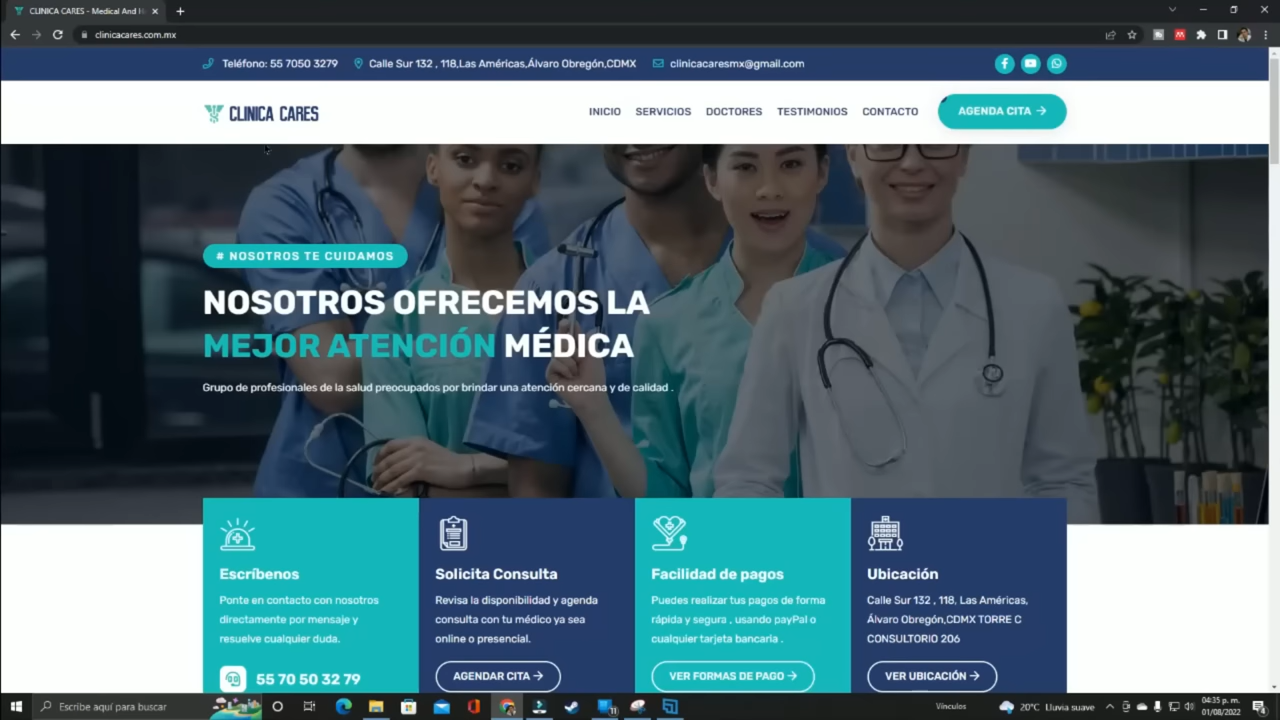 CLINICA CARES - Medical And H
clinicacares.com.mx
Teléfono: 55 7050 3279
Calle Sur 132 , 118,Las Américas,Álvaro Obregón,CDMX
clinicacaresmx@gmail.com
CLINICA CARES
INICIO SERVICIOS DOCTORES TESTIMONIOS CONTACTO
AGENDA CITA
# NOSOTROS TE CUIDAMOS
NOSOTROS OFRECEMOS LA
MEJOR ATENCIÓN MÉDICA
Grupo de profesionales de la salud preocupados por brindar una atención cercana y de calidad .
Escríbenos
Ponte en contacto con nosotros
directamente por mensaje y
resuelve cualquier duda.
55 70 50 32 79
Solicita Consulta
Revisa la disponibilidad y agenda
consulta con tu médico ya sea
online o presencial.
AGENDAR CITA
Facilidad de pagos
Puedes realizar tus pagos de forma
rápida y segura , usando payPal o
cualquier tarjeta bancaria .
VER FORMAS DE PAGO
Ubicación
Calle Sur 132 , 118, Las Américas,
Álvaro Obregón,CDMX TORRE C
CONSULTORIO 206
VER UBICACIÓN
Escribe aquí para buscar
Vínculos
20°C Lluvia suave
04:35 p. m.
01/08/2022